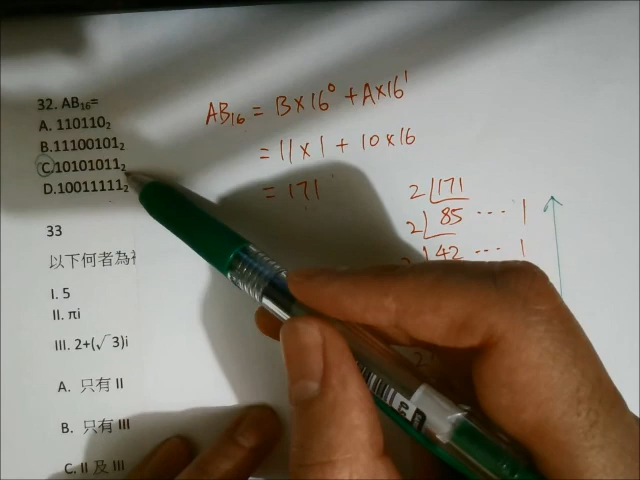 32. AB₁₆=
A. 110110₂
B.11100101₂
C.10101011₂
D.10011111₂
33
以下何者為
I. 5
II. πi
III. 2+(√3)i
A. 只有 II
B. 只有 III
C. II 及 III
AB₁₆ = B×16⁰ + A×16¹
= 11×1 + 10×16
= 171
2 171
2 85 ... 1
42 ... 1
2